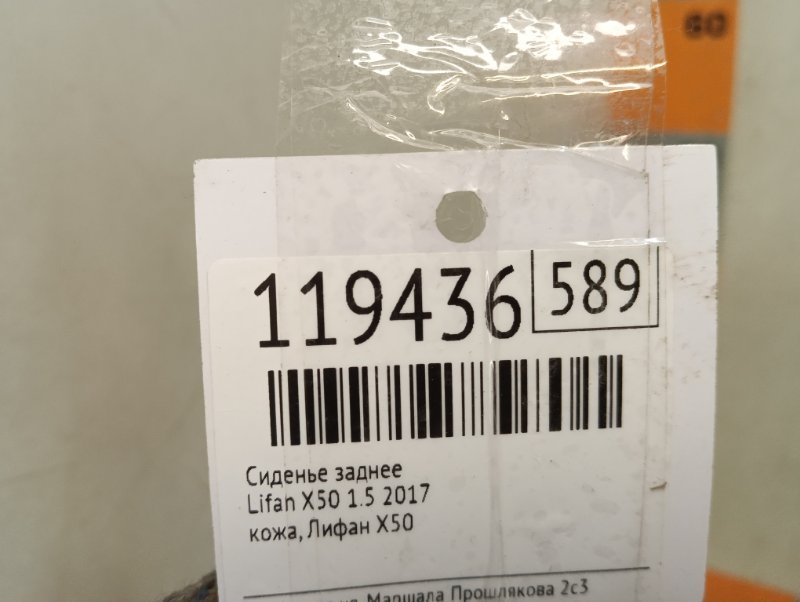 60
119436 589
Сиденье заднее
Lifan X50 1.5 2017
кожа, Лифан X50
Маршала Прошлякова 2с3